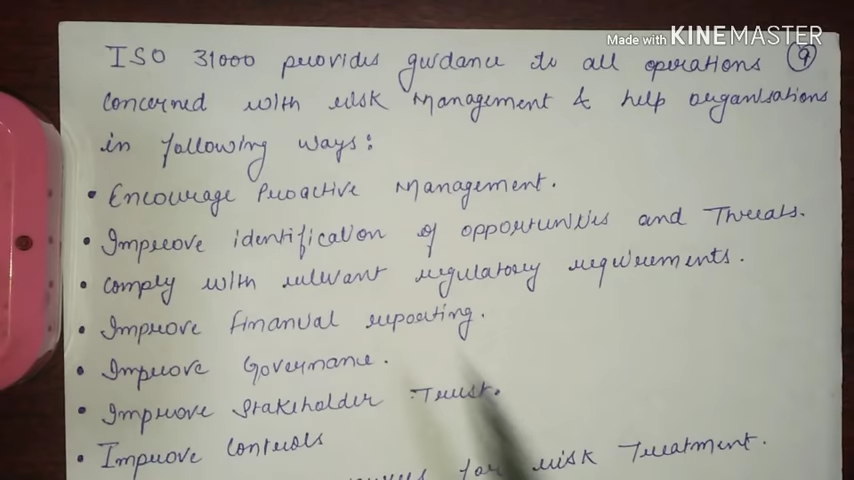 Made with KINEMASTER
ISO 31000 provides guidance to all operations 9
concerned with risk Management & help organisations
in following ways:
• Encourage Proactive Management.
• Improve identification of opportunities and Threats.
• Comply with relevant regulatory requirements.
• Improve financial reporting.
• Improve Governance.
• Improve Stakeholder Trust.
• Improve Controls
for risk Treatment.